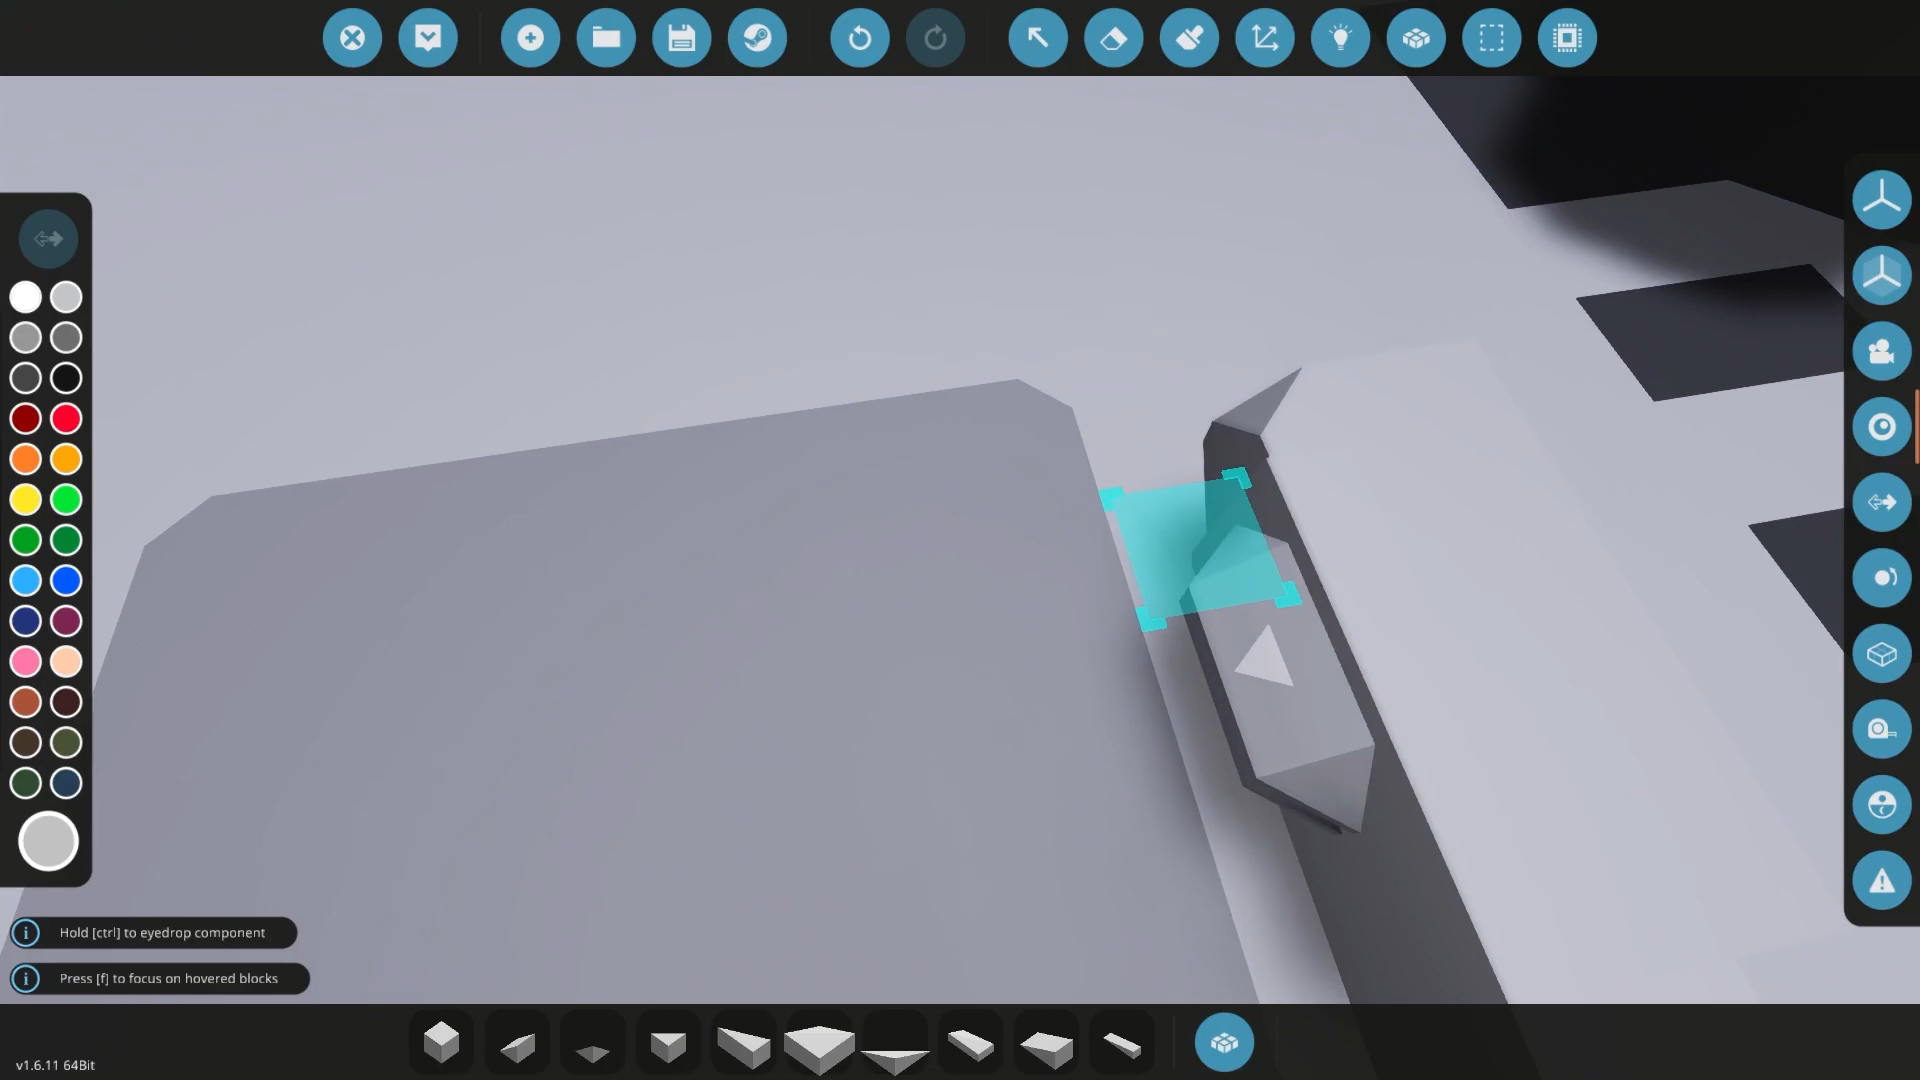 Hold [ctrl] to eyedrop component
Press [f] to focus on hovered blocks
v1.6.11 64Bit